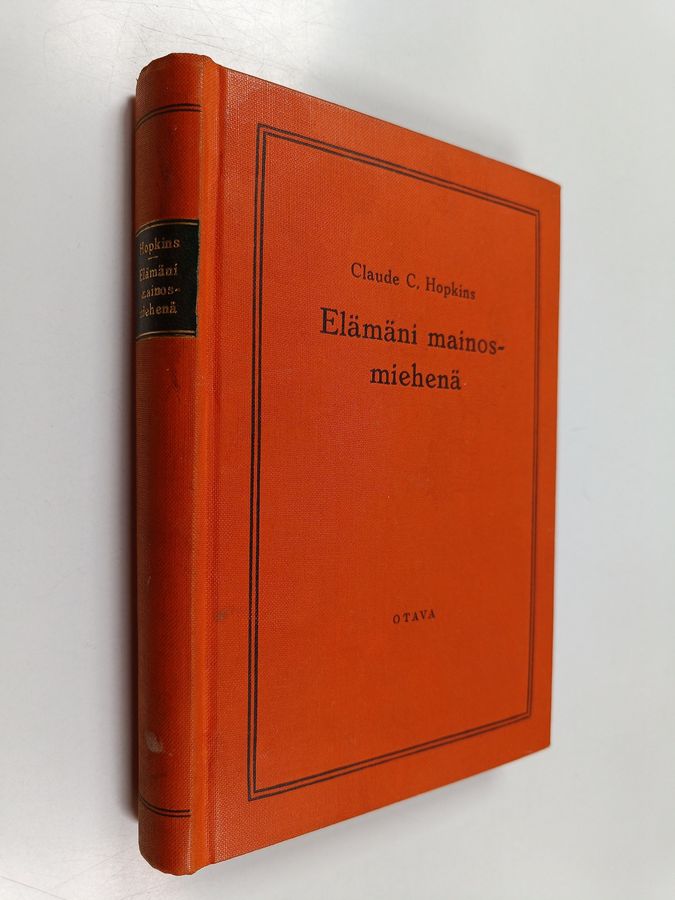 Hopkins
Elämäni
mainos-
miehenä
Claude C. Hopkins
Elämäni mainos-
miehenä
OTAVA